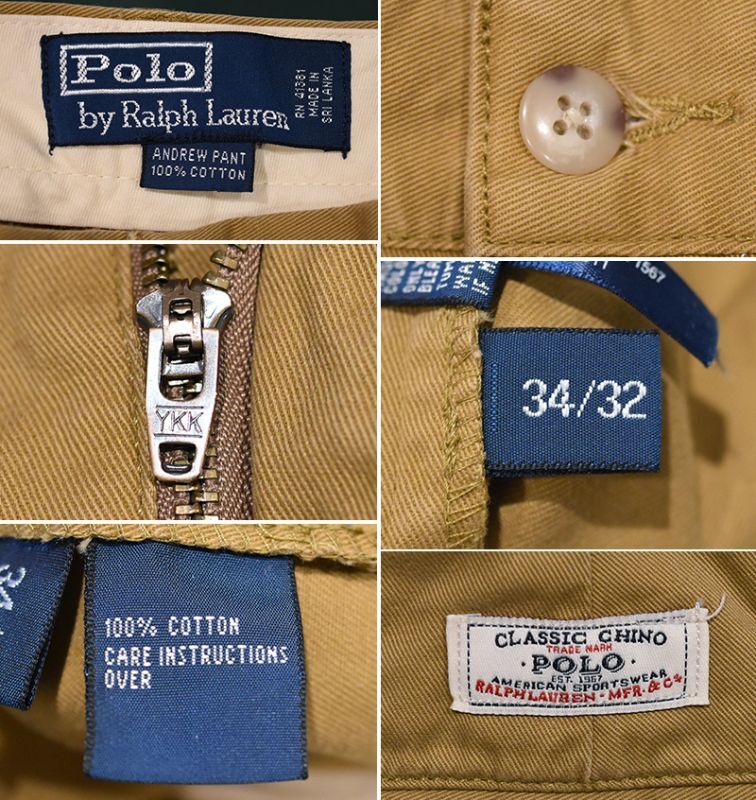 Polo
by Ralph Lauren
RN 41381
MADE IN
SRI LANKA
ANDREW PANT
100% COTTON
YKK
1567
34/32
100% COTTON
CARE INSTRUCTIONS
OVER
CLASSIC CHINO
TRADE MARK
·POLO·
EST. 1967
AMERICAN SPORTSWEAR
RALPH LAUREN - MFR. & Co.